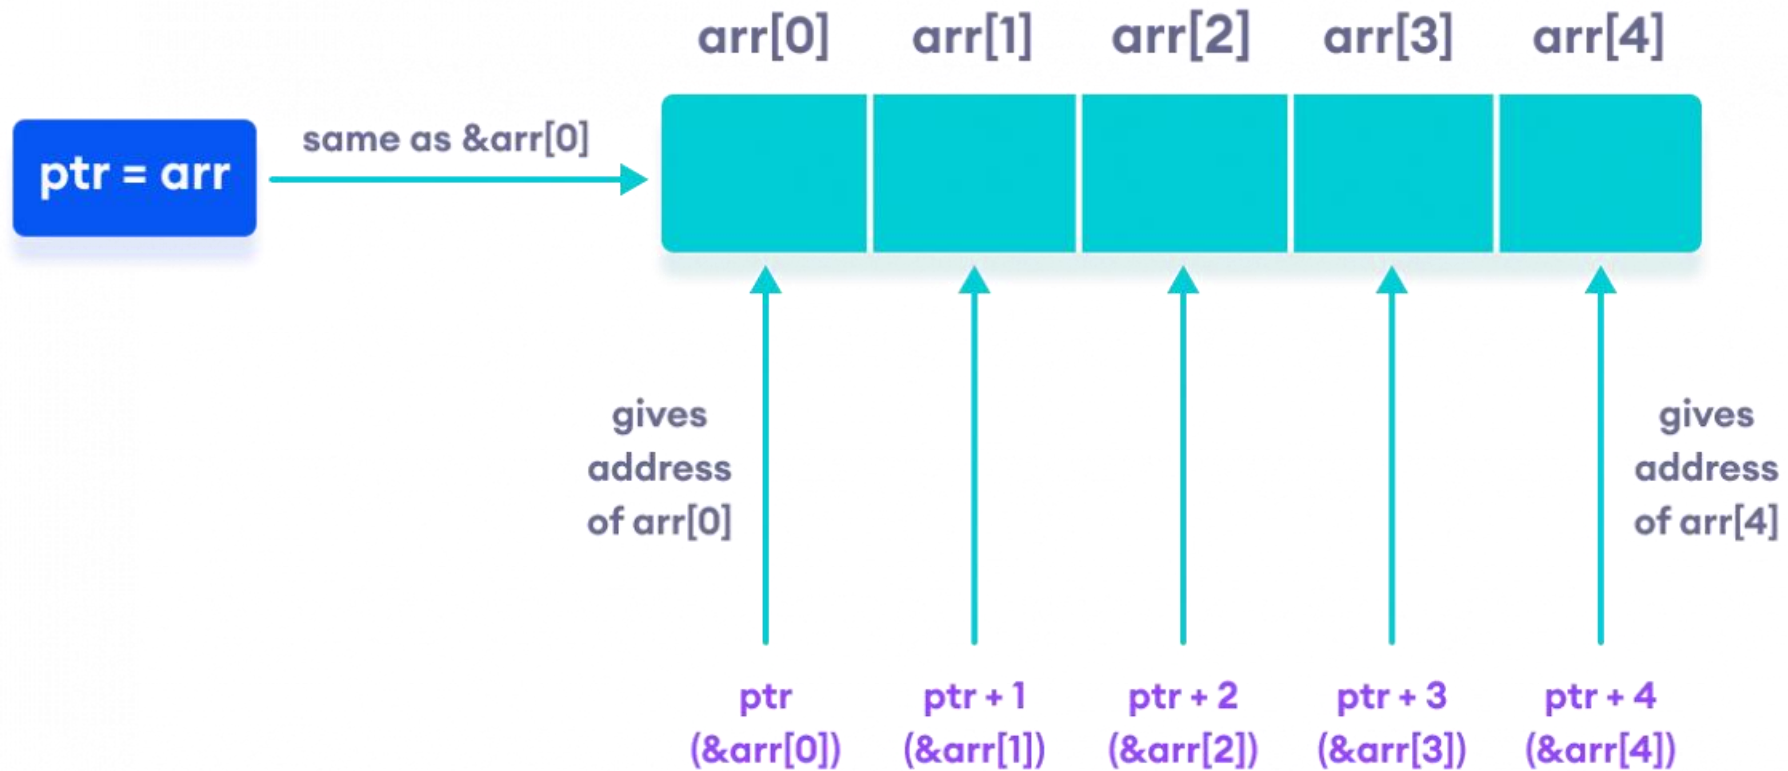 arr[0] arr[1] arr[2] arr[3] arr[4]
ptr = arr
same as &arr[0]
gives
address
of arr[0]
gives
address
of arr[4]
ptr ptr + 1 ptr + 2 ptr + 3 ptr + 4
(&arr[0]) (&arr[1]) (&arr[2]) (&arr[3]) (&arr[4])